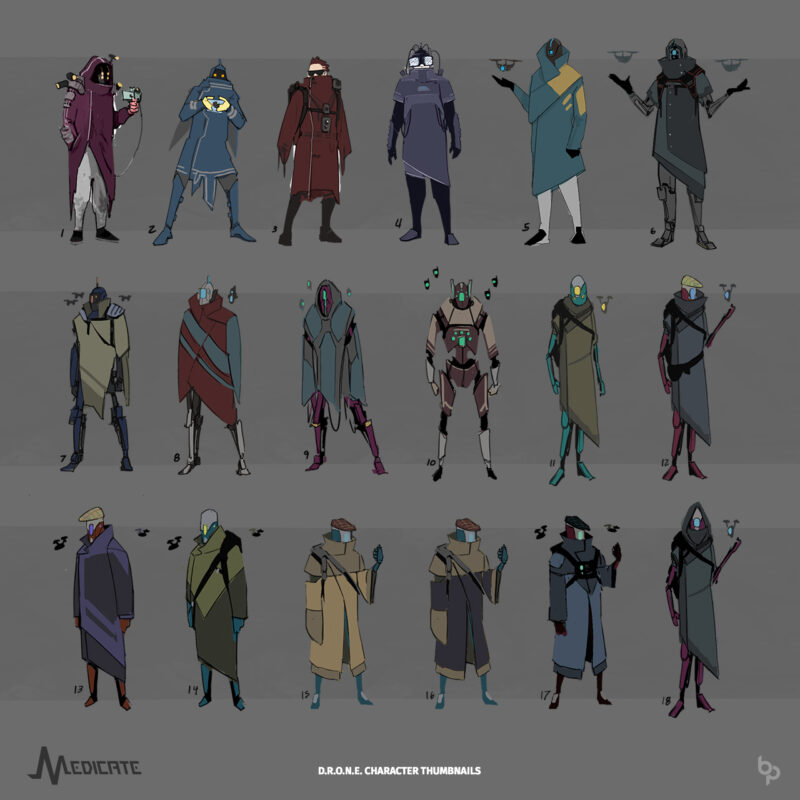 1 2 3 4 5 6
7 8 9 10 11 12
13 14 15 16 17 18
MEDICATE
D.R.O.N.E. CHARACTER THUMBNAILS
bp